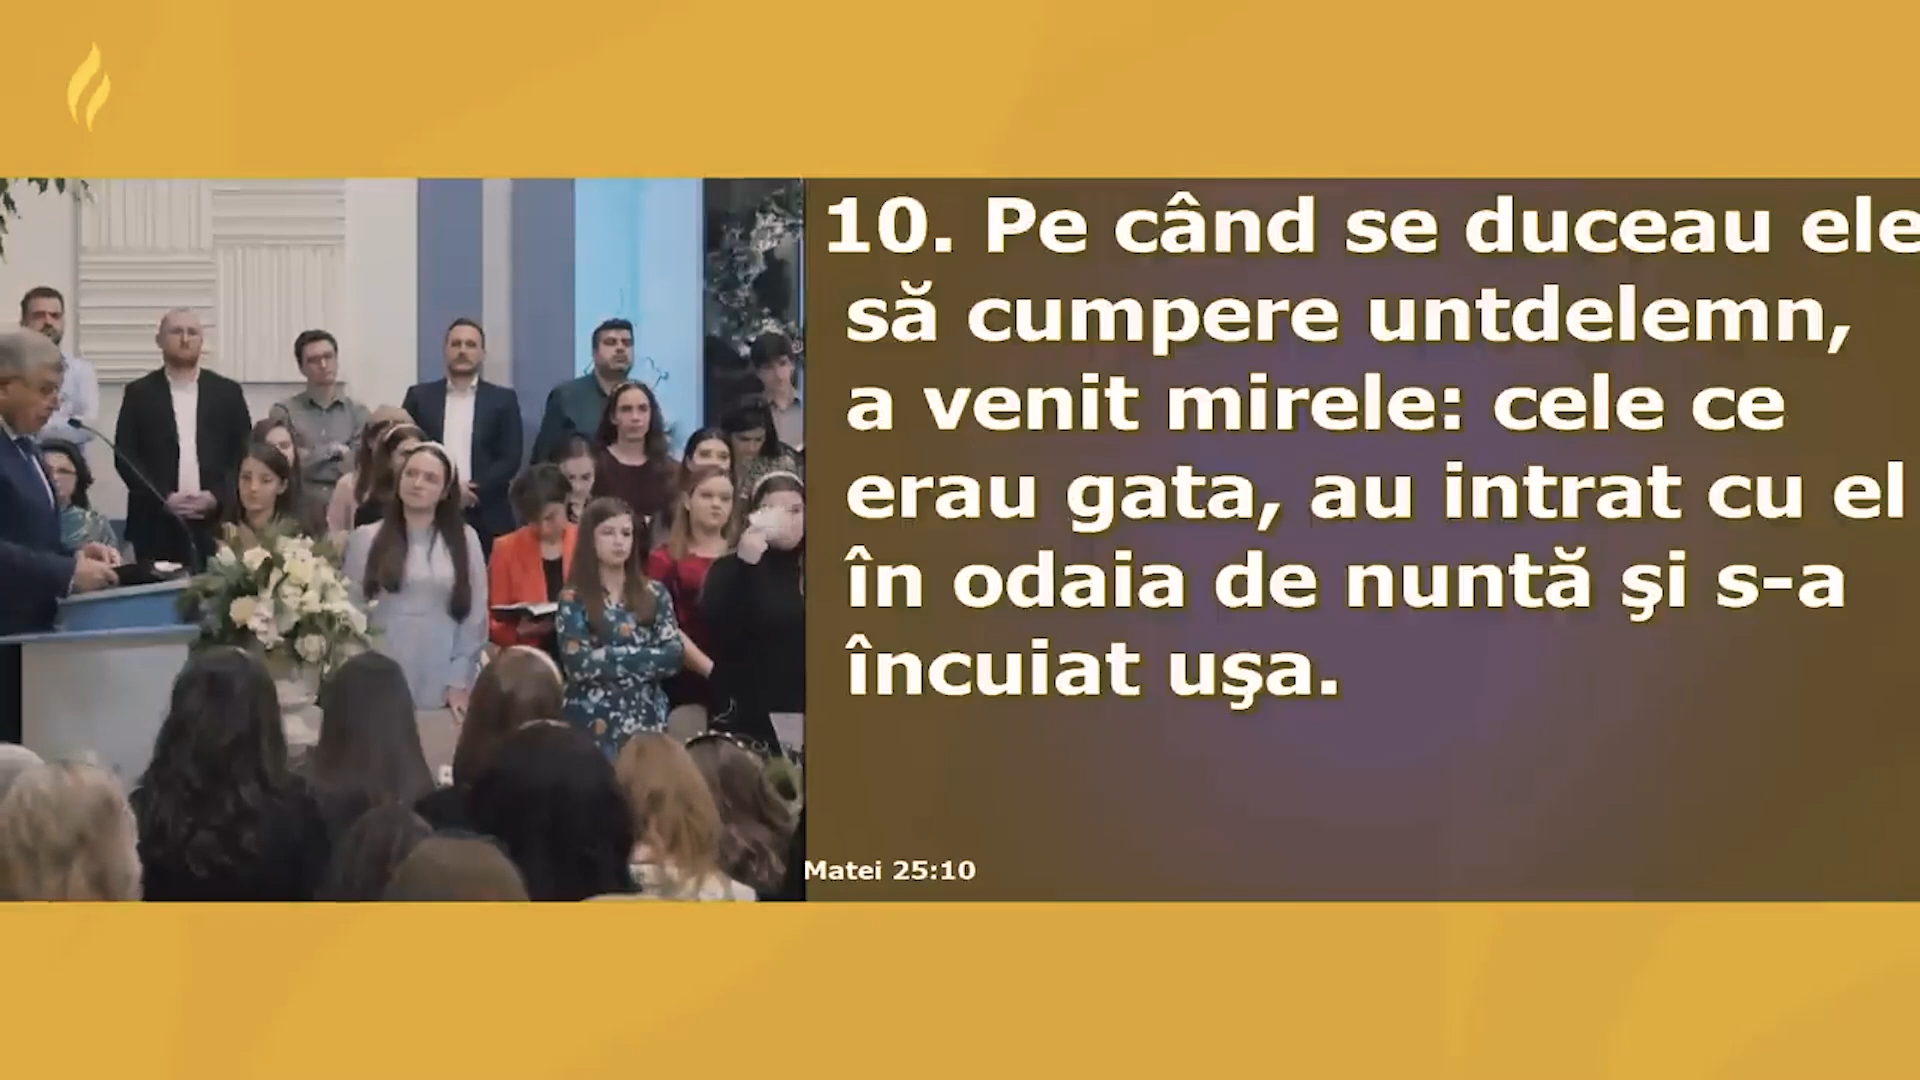 10. Pe când se duceau ele
să cumpere untdelemn,
a venit mirele: cele ce
erau gata, au intrat cu el
în odaia de nuntă şi s-a
încuiat uşa.
Matei 25:10